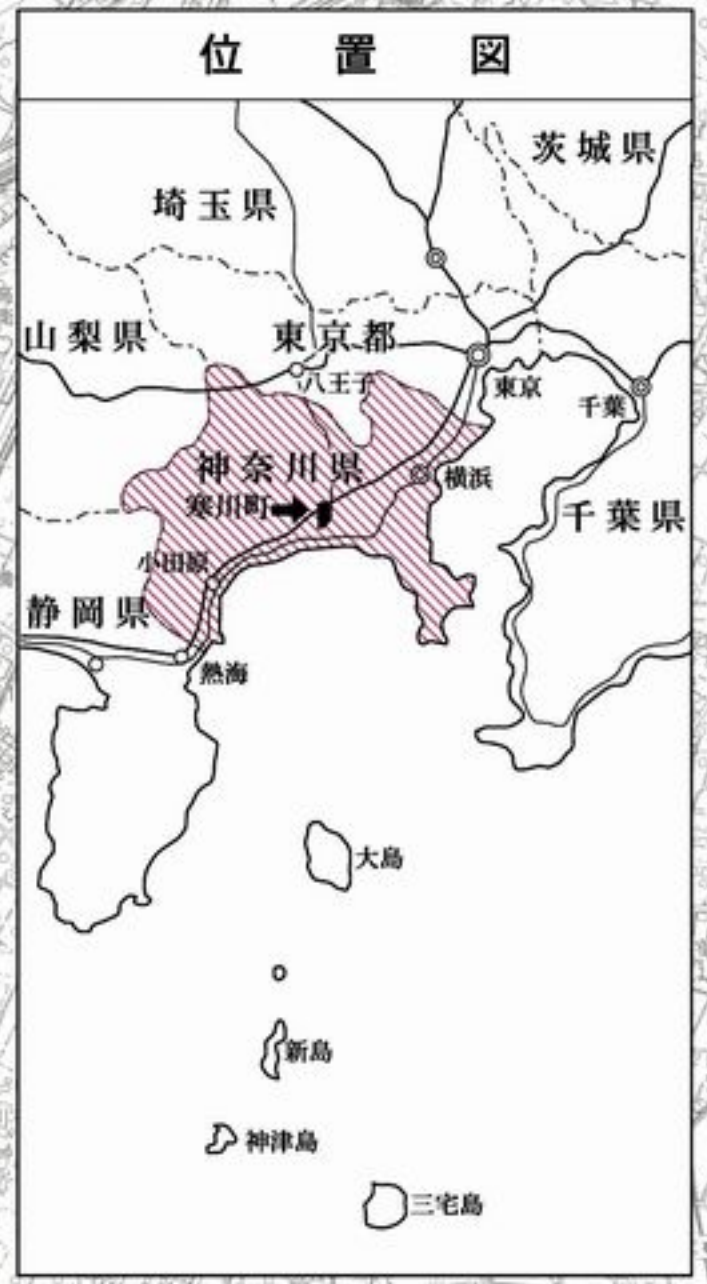 位置図
茨城県
埼玉県
山梨県
東京都
八王子
東京
千葉
神奈川県
横浜
寒川町
千葉県
小田原
静岡県
熱海
大島
新島
神津島
三宅島